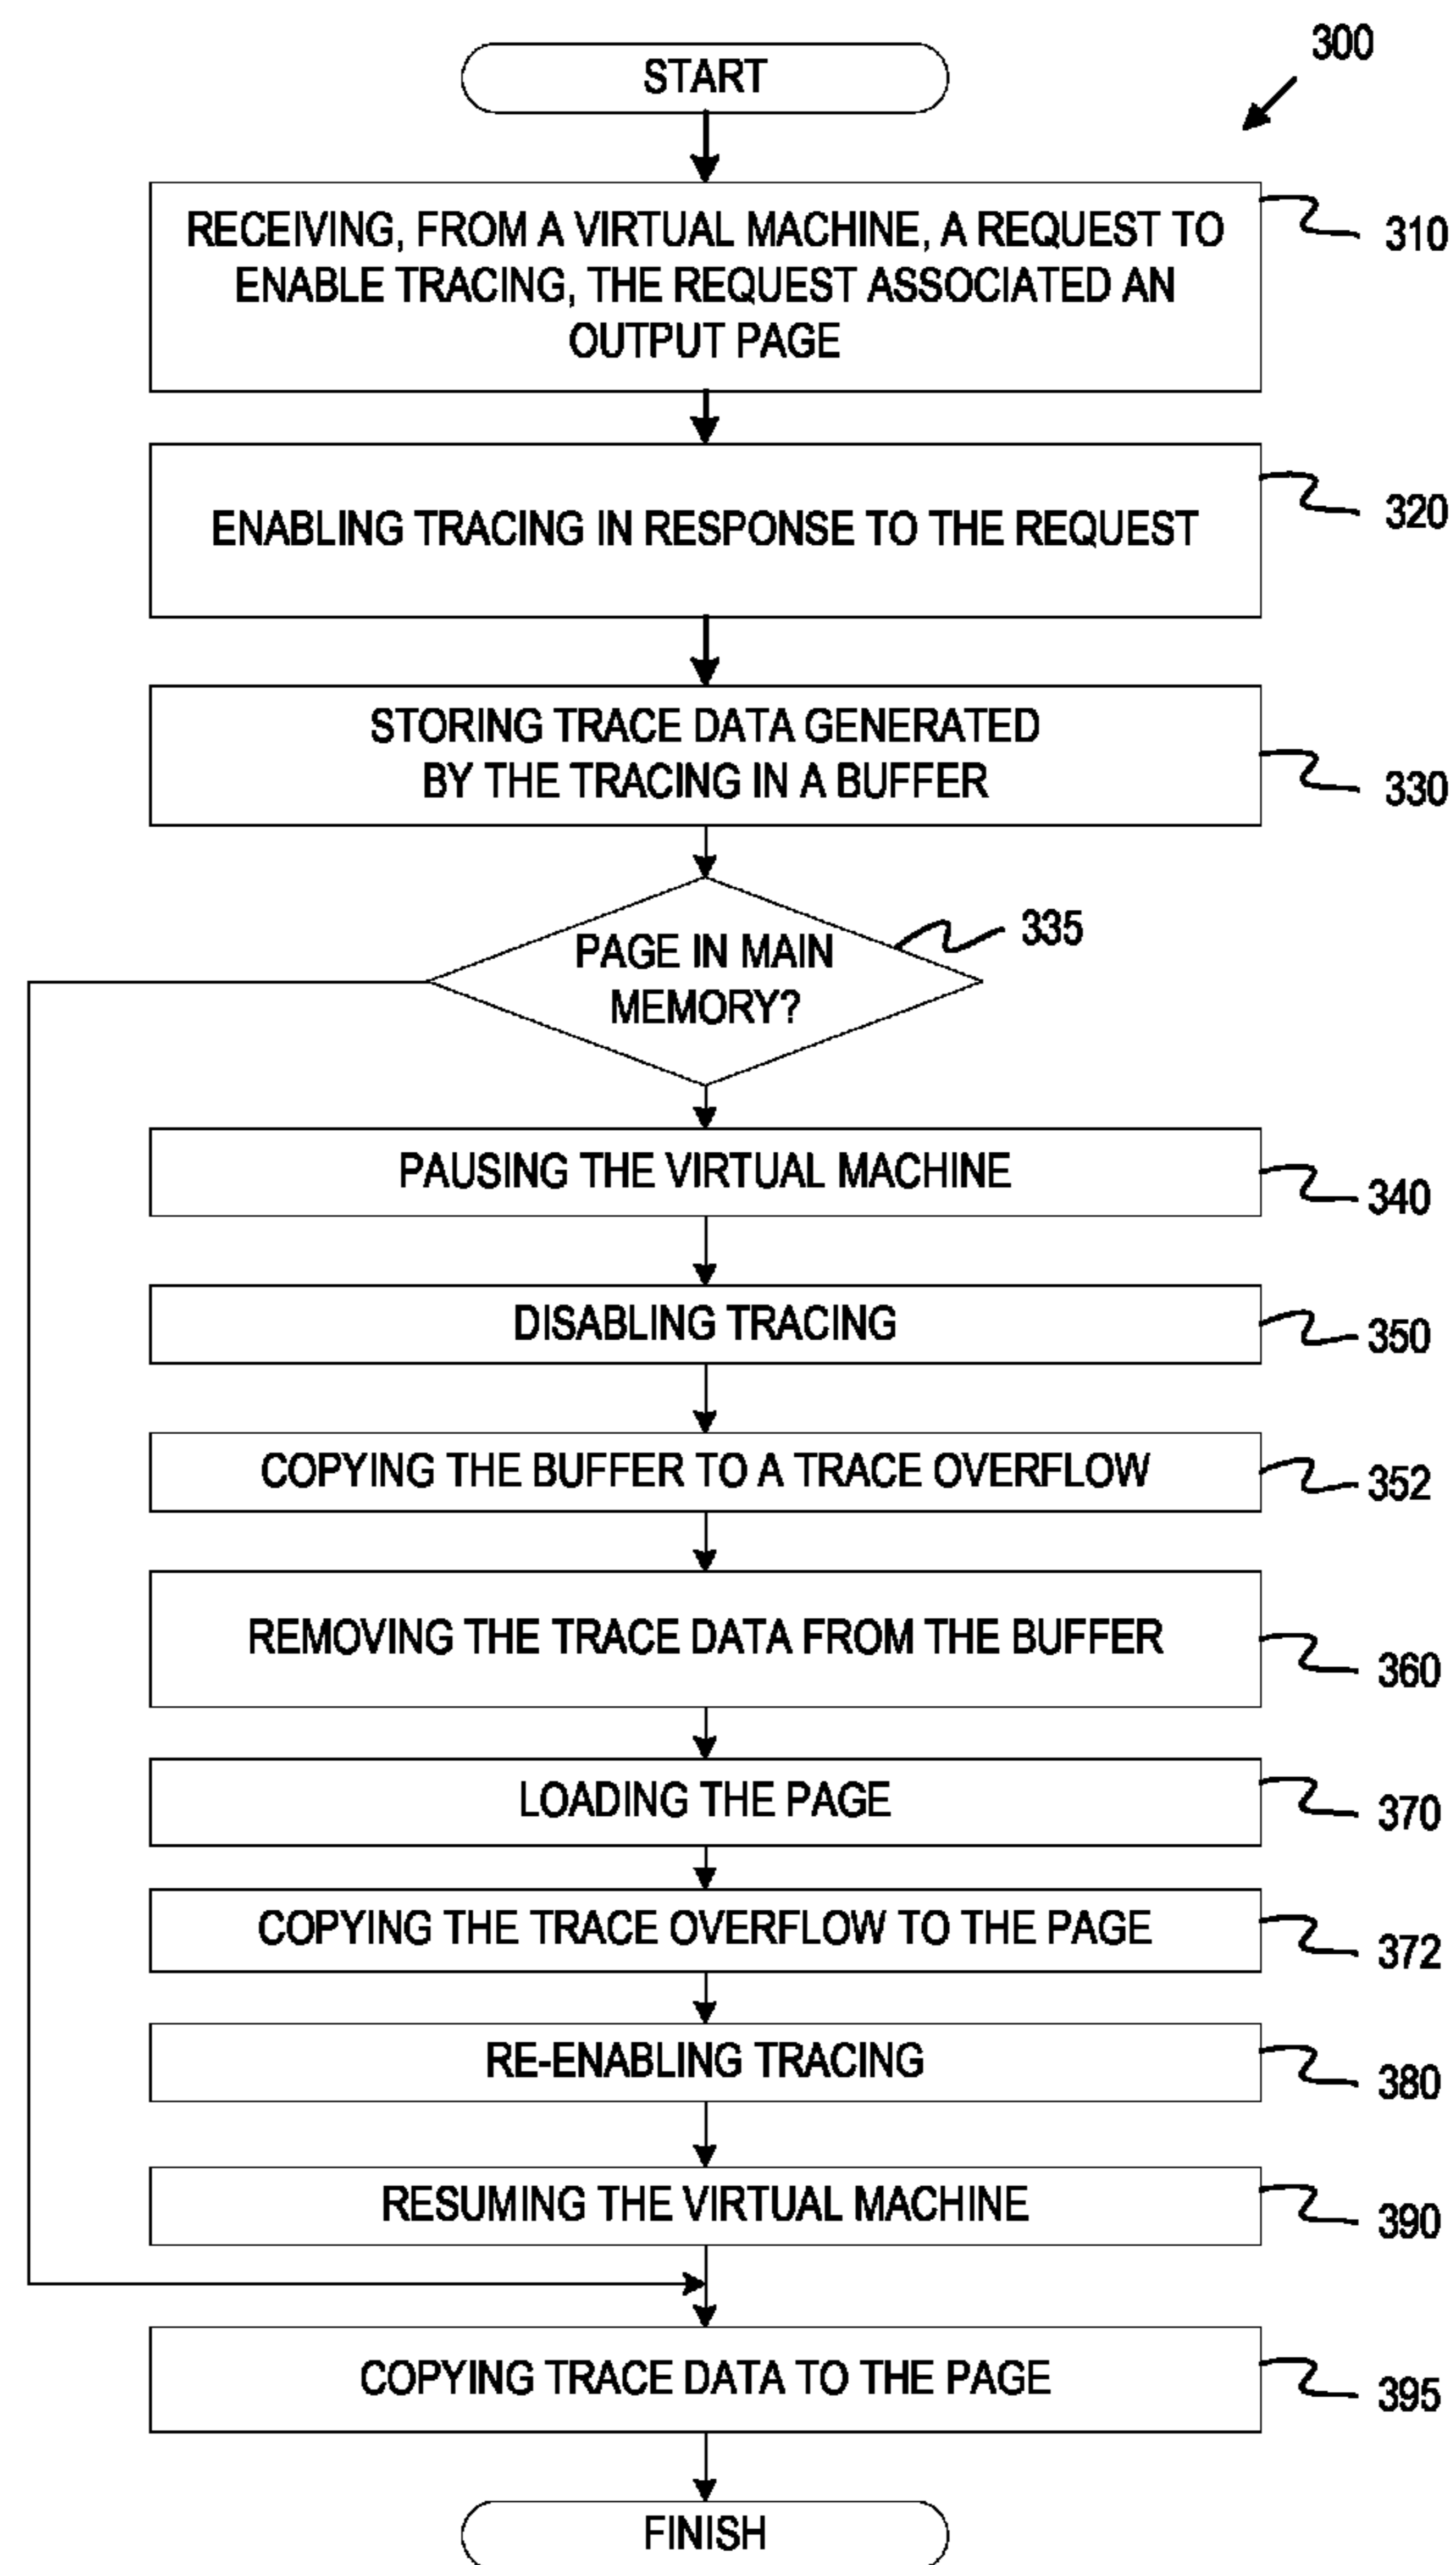 300
START
RECEIVING, FROM A VIRTUAL MACHINE, A REQUEST TO
ENABLE TRACING, THE REQUEST ASSOCIATED AN
OUTPUT PAGE
310
ENABLING TRACING IN RESPONSE TO THE REQUEST
320
STORING TRACE DATA GENERATED
BY THE TRACING IN A BUFFER
330
PAGE IN MAIN
MEMORY?
335
PAUSING THE VIRTUAL MACHINE
340
DISABLING TRACING
350
COPYING THE BUFFER TO A TRACE OVERFLOW
352
REMOVING THE TRACE DATA FROM THE BUFFER
360
LOADING THE PAGE
370
COPYING THE TRACE OVERFLOW TO THE PAGE
372
RE-ENABLING TRACING
380
RESUMING THE VIRTUAL MACHINE
390
COPYING TRACE DATA TO THE PAGE
395
FINISH